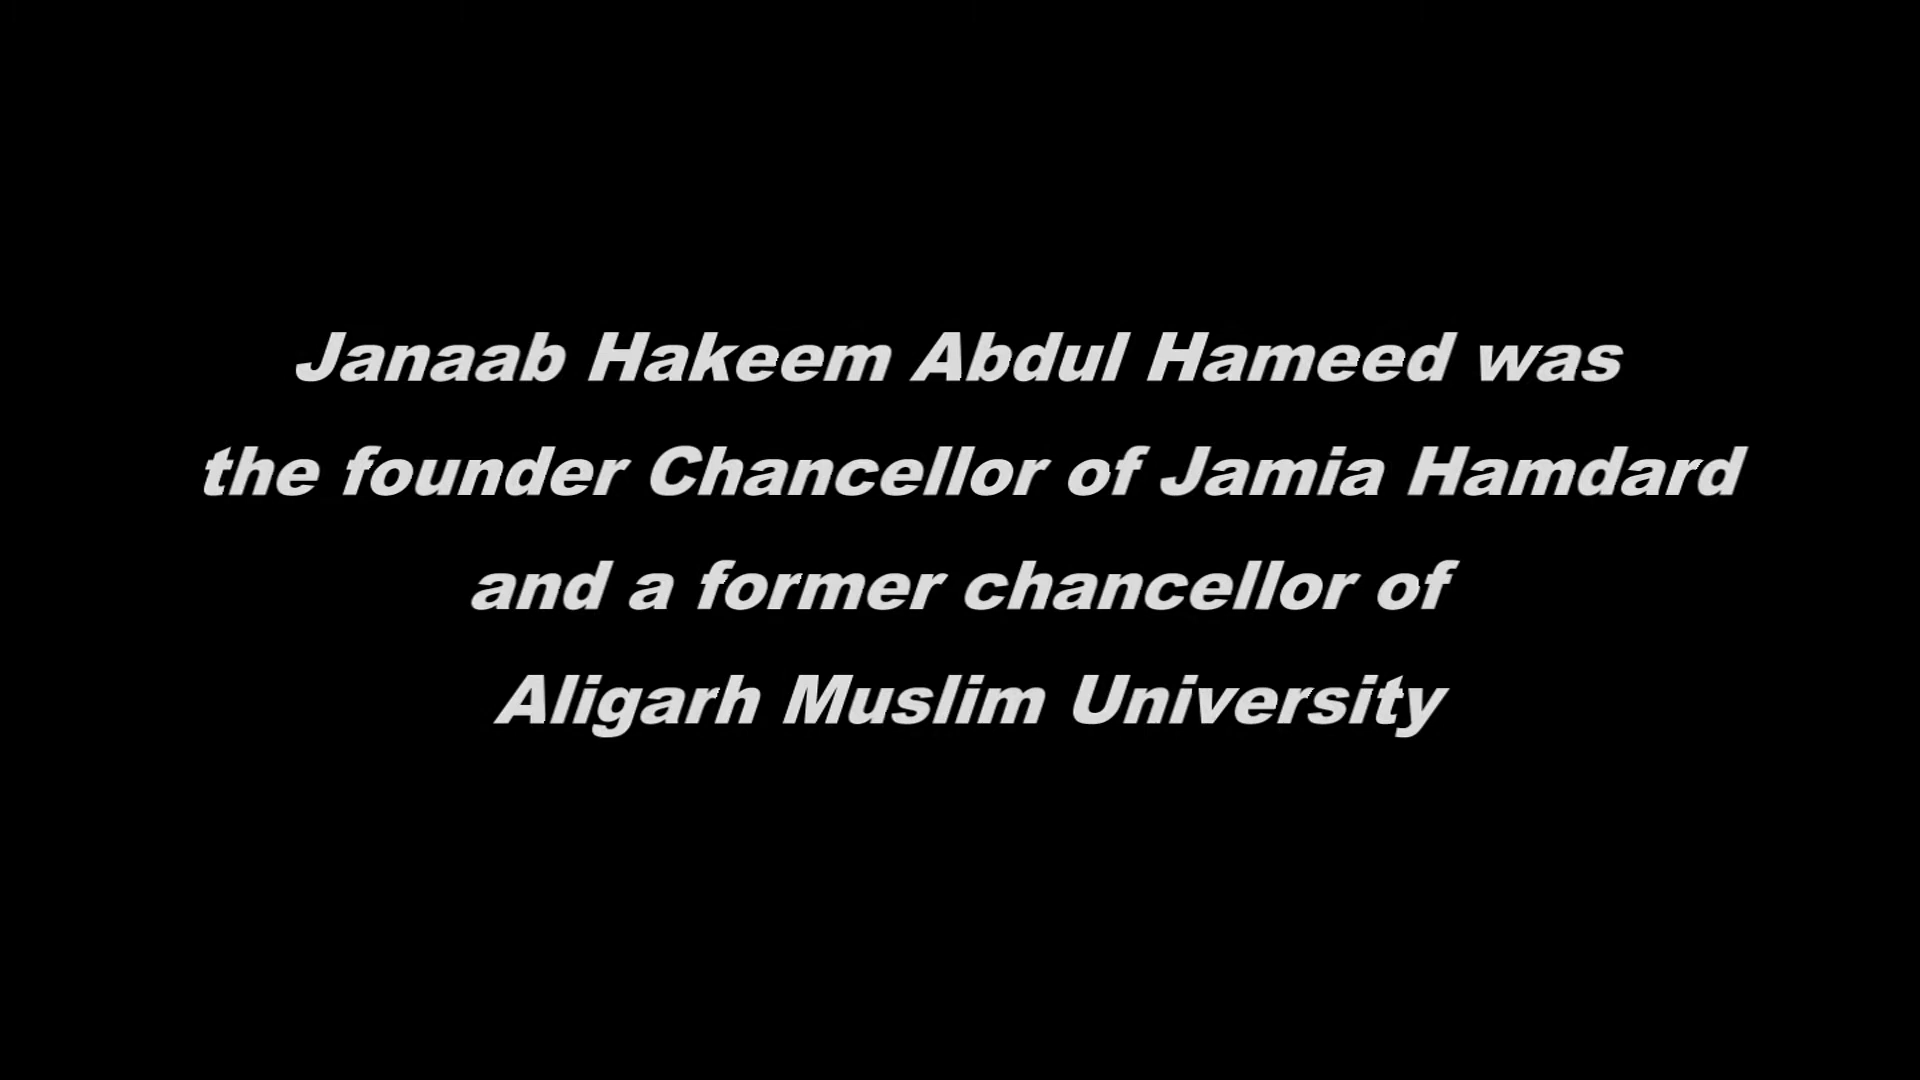 Janaab Hakeem Abdul Hameed was
the founder Chancellor of Jamia Hamdard
and a former chancellor of
Aligarh Muslim University